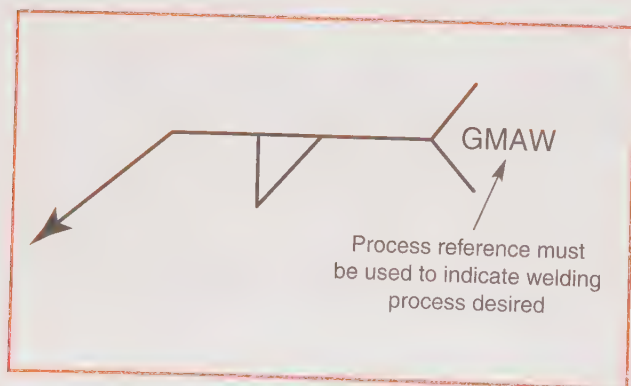 GMAW
Process reference must
be used to indicate welding
process desired